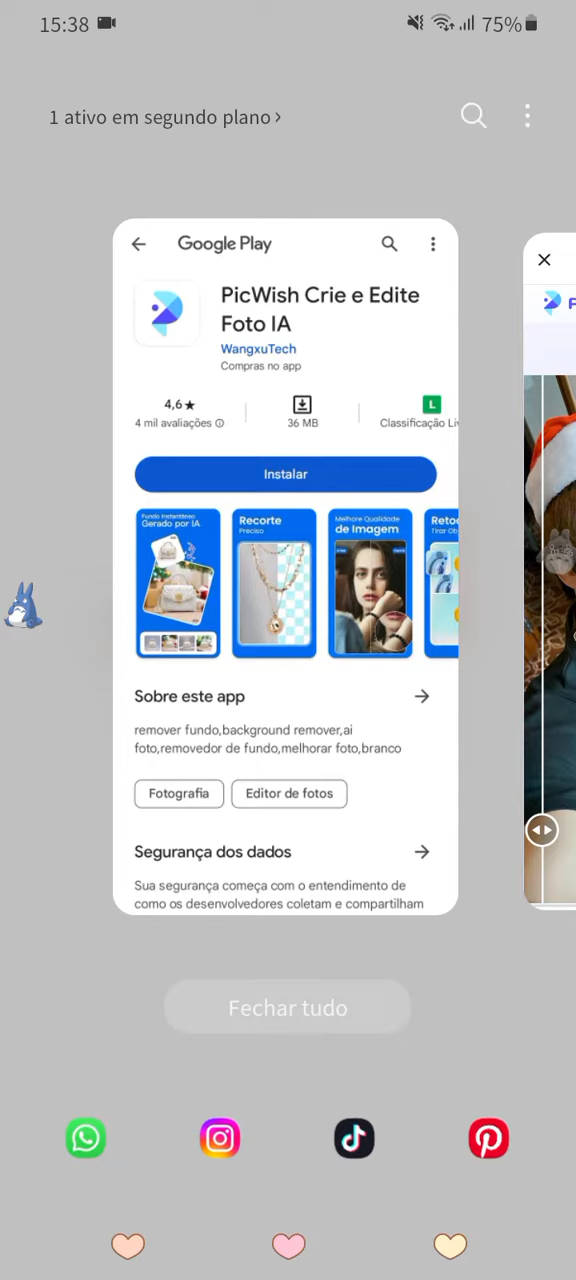 15:38
75%
1 ativo em segundo plano
Google Play
PicWish Crie e Edite
Foto IA
WangxuTech
Compras no app
4,6★
4 mil avaliações
36 MB
L
Classificação Liv
Instalar
Fundo Instantâneo
Gerado por IA
Recorte
Preciso
Melhore Qualidade
de Imagem
Reto
Tirar Ob
Sobre este app
remover fundo,background remover,ai
foto,removedor de fundo,melhorar foto,branco
Fotografia
Editor de fotos
Segurança dos dados
Sua segurança começa com o entendimento de
como os desenvolvedores coletam e compartilham
Fechar tudo